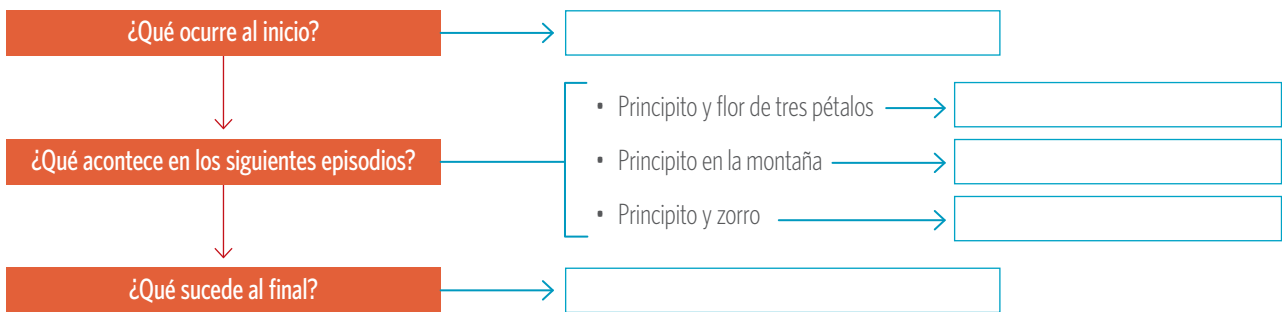 ¿Qué ocurre al inicio?
¿Qué acontece en los siguientes episodios?
• Principito y flor de tres pétalos
• Principito en la montaña
• Principito y zorro
¿Qué sucede al final?